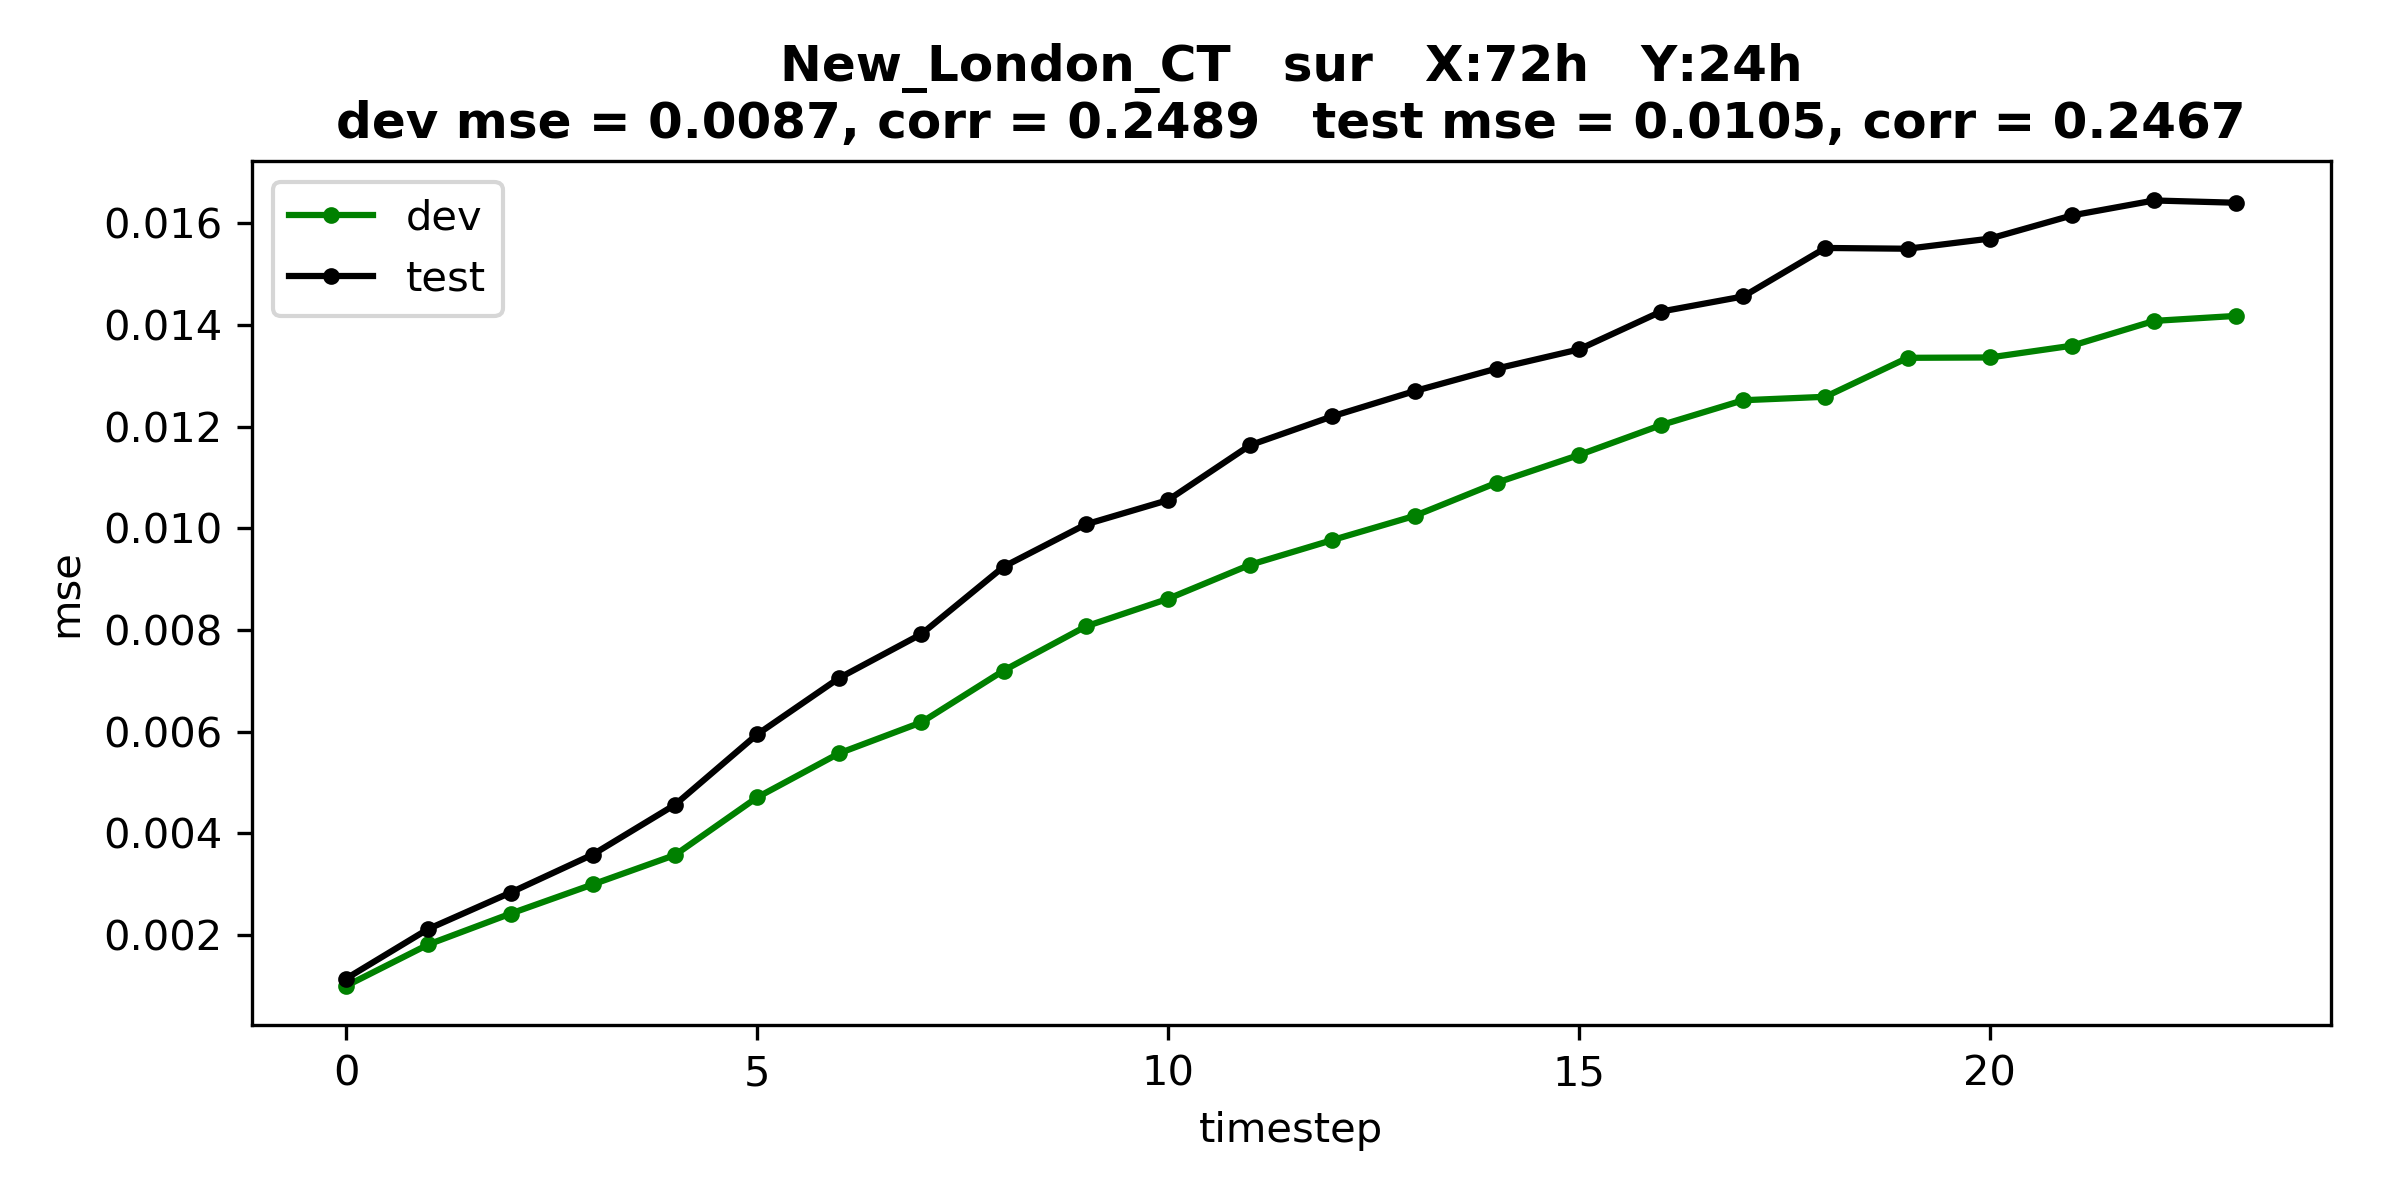 New_London_CT   sur   X:72h   Y:24h
dev mse = 0.0087, corr = 0.2489   test mse = 0.0105, corr = 0.2467
dev
test
0.016
0.014
0.012
0.010
0.008
0.006
0.004
0.002
mse
0 5 10 15 20
timestep